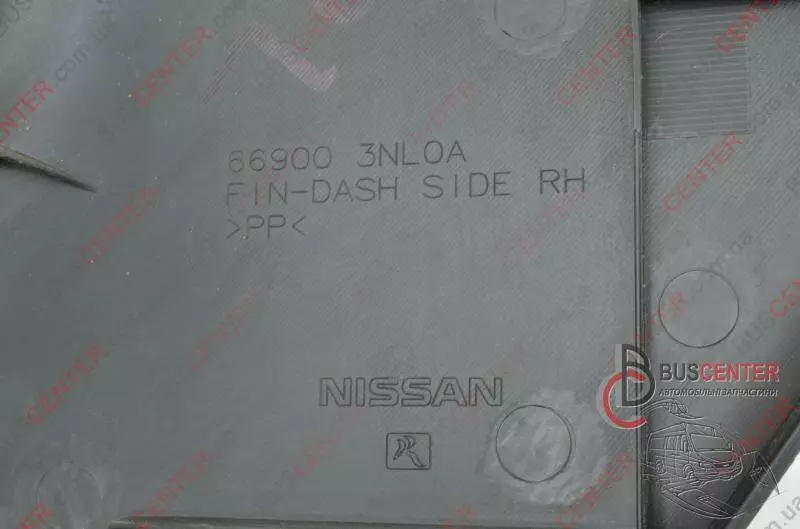 66900 3NL0A
FIN-DASH SIDE RH
>PP<
NISSAN
BUSCENTER
АВТОМОБІЛЬНІ ЗАПЧАСТИНИ